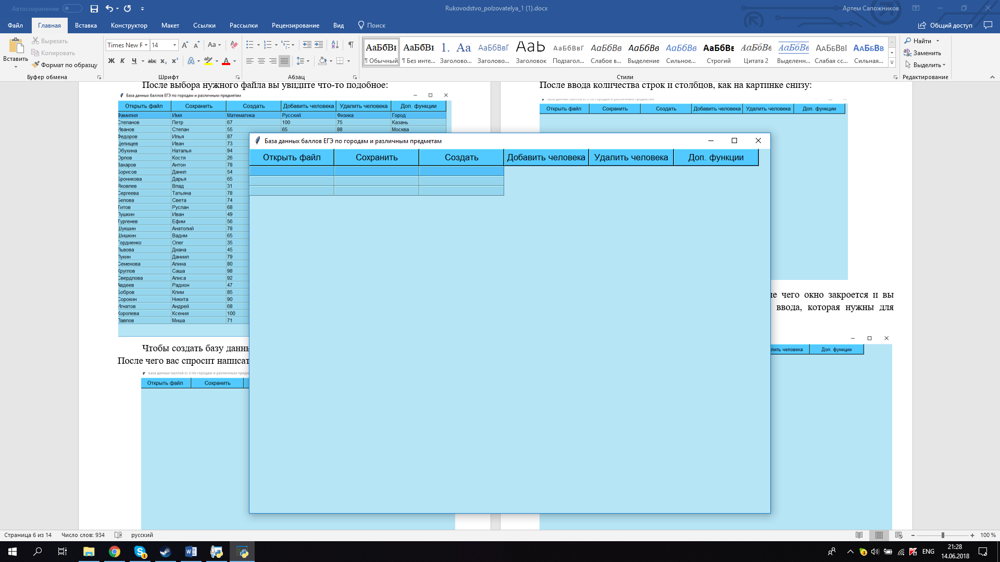 Автосохранение
Rukovodstvo_polzovatelya_1 (1).docx
Артем Сапожников
Файл Главная Вставка Конструктор Макет Ссылки Рассылки Рецензирование Вид Поиск Общий доступ
Вставить
Вырезать
Копировать
Формат по образцу
Буфер обмена
Times New R 14
Ж К Ч abc x₂ x²
Шрифт
Абзац
АаБбВв АаБбВв 1. Аа АаБбВвГ АаБ АаБбВвГ АаБбВв АаБбВв АаБбВв АаБбВв АаБбВв АаБбВв АаБбВвІ АаБбВв
¶ Обычный ¶ Без инте... Заголово... Заголово... Заголовок Подзагол... Слабое в... Выделение Сильное... Строгий Цитата 2 Выделенн... Слабая сс... Сильная...
Стили
Найти
Заменить
Выделить
Редактирование
После выбора нужного файла вы увидите что-то подобное:
База данных баллов ЕГЭ по городам и различным предметам
Открыть файл Сохранить Создать Добавить человека Удалить человека Доп. функции
Фамилия Имя Математика Русский Физика Город
Степанов Петр 67 100 75 Казань
Иванов Степан 55 65 88 Москва
Федоров Илья 87
Цепищев Иван 73
Обухина Наталья 94
Орлов Костя 26
Захаров Антон 78
Борисов Данил 54
Броникова Дарья 65
Яковлев Влад 31
Сергеева Татьяна 78
Белова Света 74
Титов Руслан 68
Пушкин Иван 49
Тургенев Ефим 56
Шукшин Анатолий 78
Шишкин Вадим 65
Гордиенко Олег 35
Львова Диана 45
Лукин Даниил 79
Семенова Алина 80
Круглов Саша 98
Свердлова Алиса 92
Авдеев Радион 47
Бобров Клим 85
Сорокин Никита 90
Игнатов Андрей 68
Королева Ксения 100
Павлов Миша 71
Чтобы создать базу данн
После чего вас спросит написат
База данных баллов ЕГЭ по городам и различным предм
Открыть файл Сохранить
После ввода количества строк и столбцов, как на картинке снизу:
База данных баллов ЕГЭ по городам и различным предметам
Открыть файл Сохранить Создать Добавить человека Удалить человека Доп. функции
чего окно закроется и вы
ввода, которая нужны для
человека Доп. функции
База данных баллов ЕГЭ по городам и различным предметам
Открыть файл Сохранить Создать Добавить человека Удалить человека Доп. функции
Страница 6 из 14 Число слов: 934 русский 100 %
ENG
21:28
14.06.2018